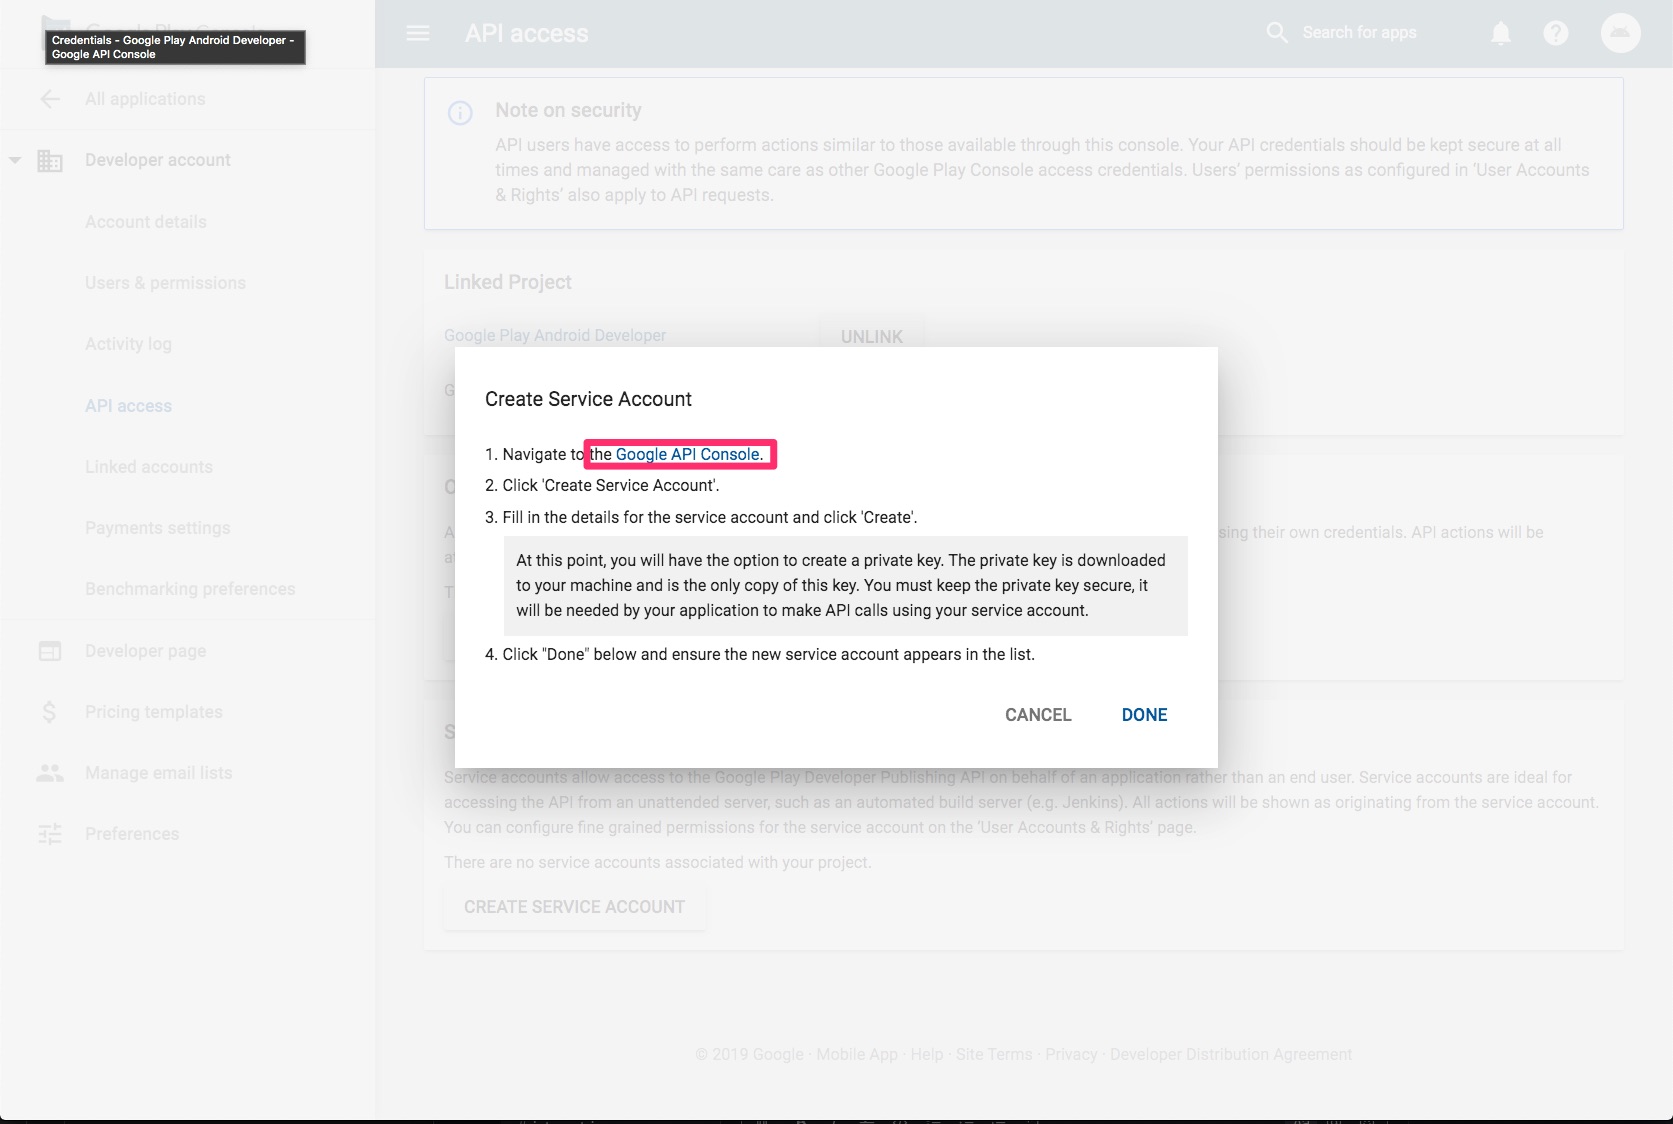 Credentials - Google Play Android Developer -
Google API Console
API access
Search for apps
All applications
Developer account
Account details
Users & permissions
Activity log
API access
Linked accounts
Payments settings
Benchmarking preferences
Developer page
Pricing templates
Manage email lists
Preferences
Note on security
API users have access to perform actions similar to those available through this console. Your API credentials should be kept secure at all
times and managed with the same care as other Google Play Console access credentials. Users’ permissions as configured in ‘User Accounts
& Rights’ also apply to API requests.
Linked Project
Google Play Android Developer
UNLINK
Create Service Account
1. Navigate to the Google API Console.
2. Click 'Create Service Account'.
3. Fill in the details for the service account and click 'Create'.
At this point, you will have the option to create a private key. The private key is downloaded
to your machine and is the only copy of this key. You must keep the private key secure, it
will be needed by your application to make API calls using your service account.
4. Click "Done" below and ensure the new service account appears in the list.
CANCEL
DONE
their own credentials. API actions will be
Service accounts allow access to the Google Play Developer Publishing API on behalf of an application rather than an end user. Service accounts are ideal for
accessing the API from an unattended server, such as an automated build server (e.g. Jenkins). All actions will be shown as originating from the service account.
You can configure fine grained permissions for the service account on the ‘User Accounts & Rights’ page.
There are no service accounts associated with your project.
CREATE SERVICE ACCOUNT
© 2019 Google · Mobile App · Help · Site Terms · Privacy · Developer Distribution Agreement